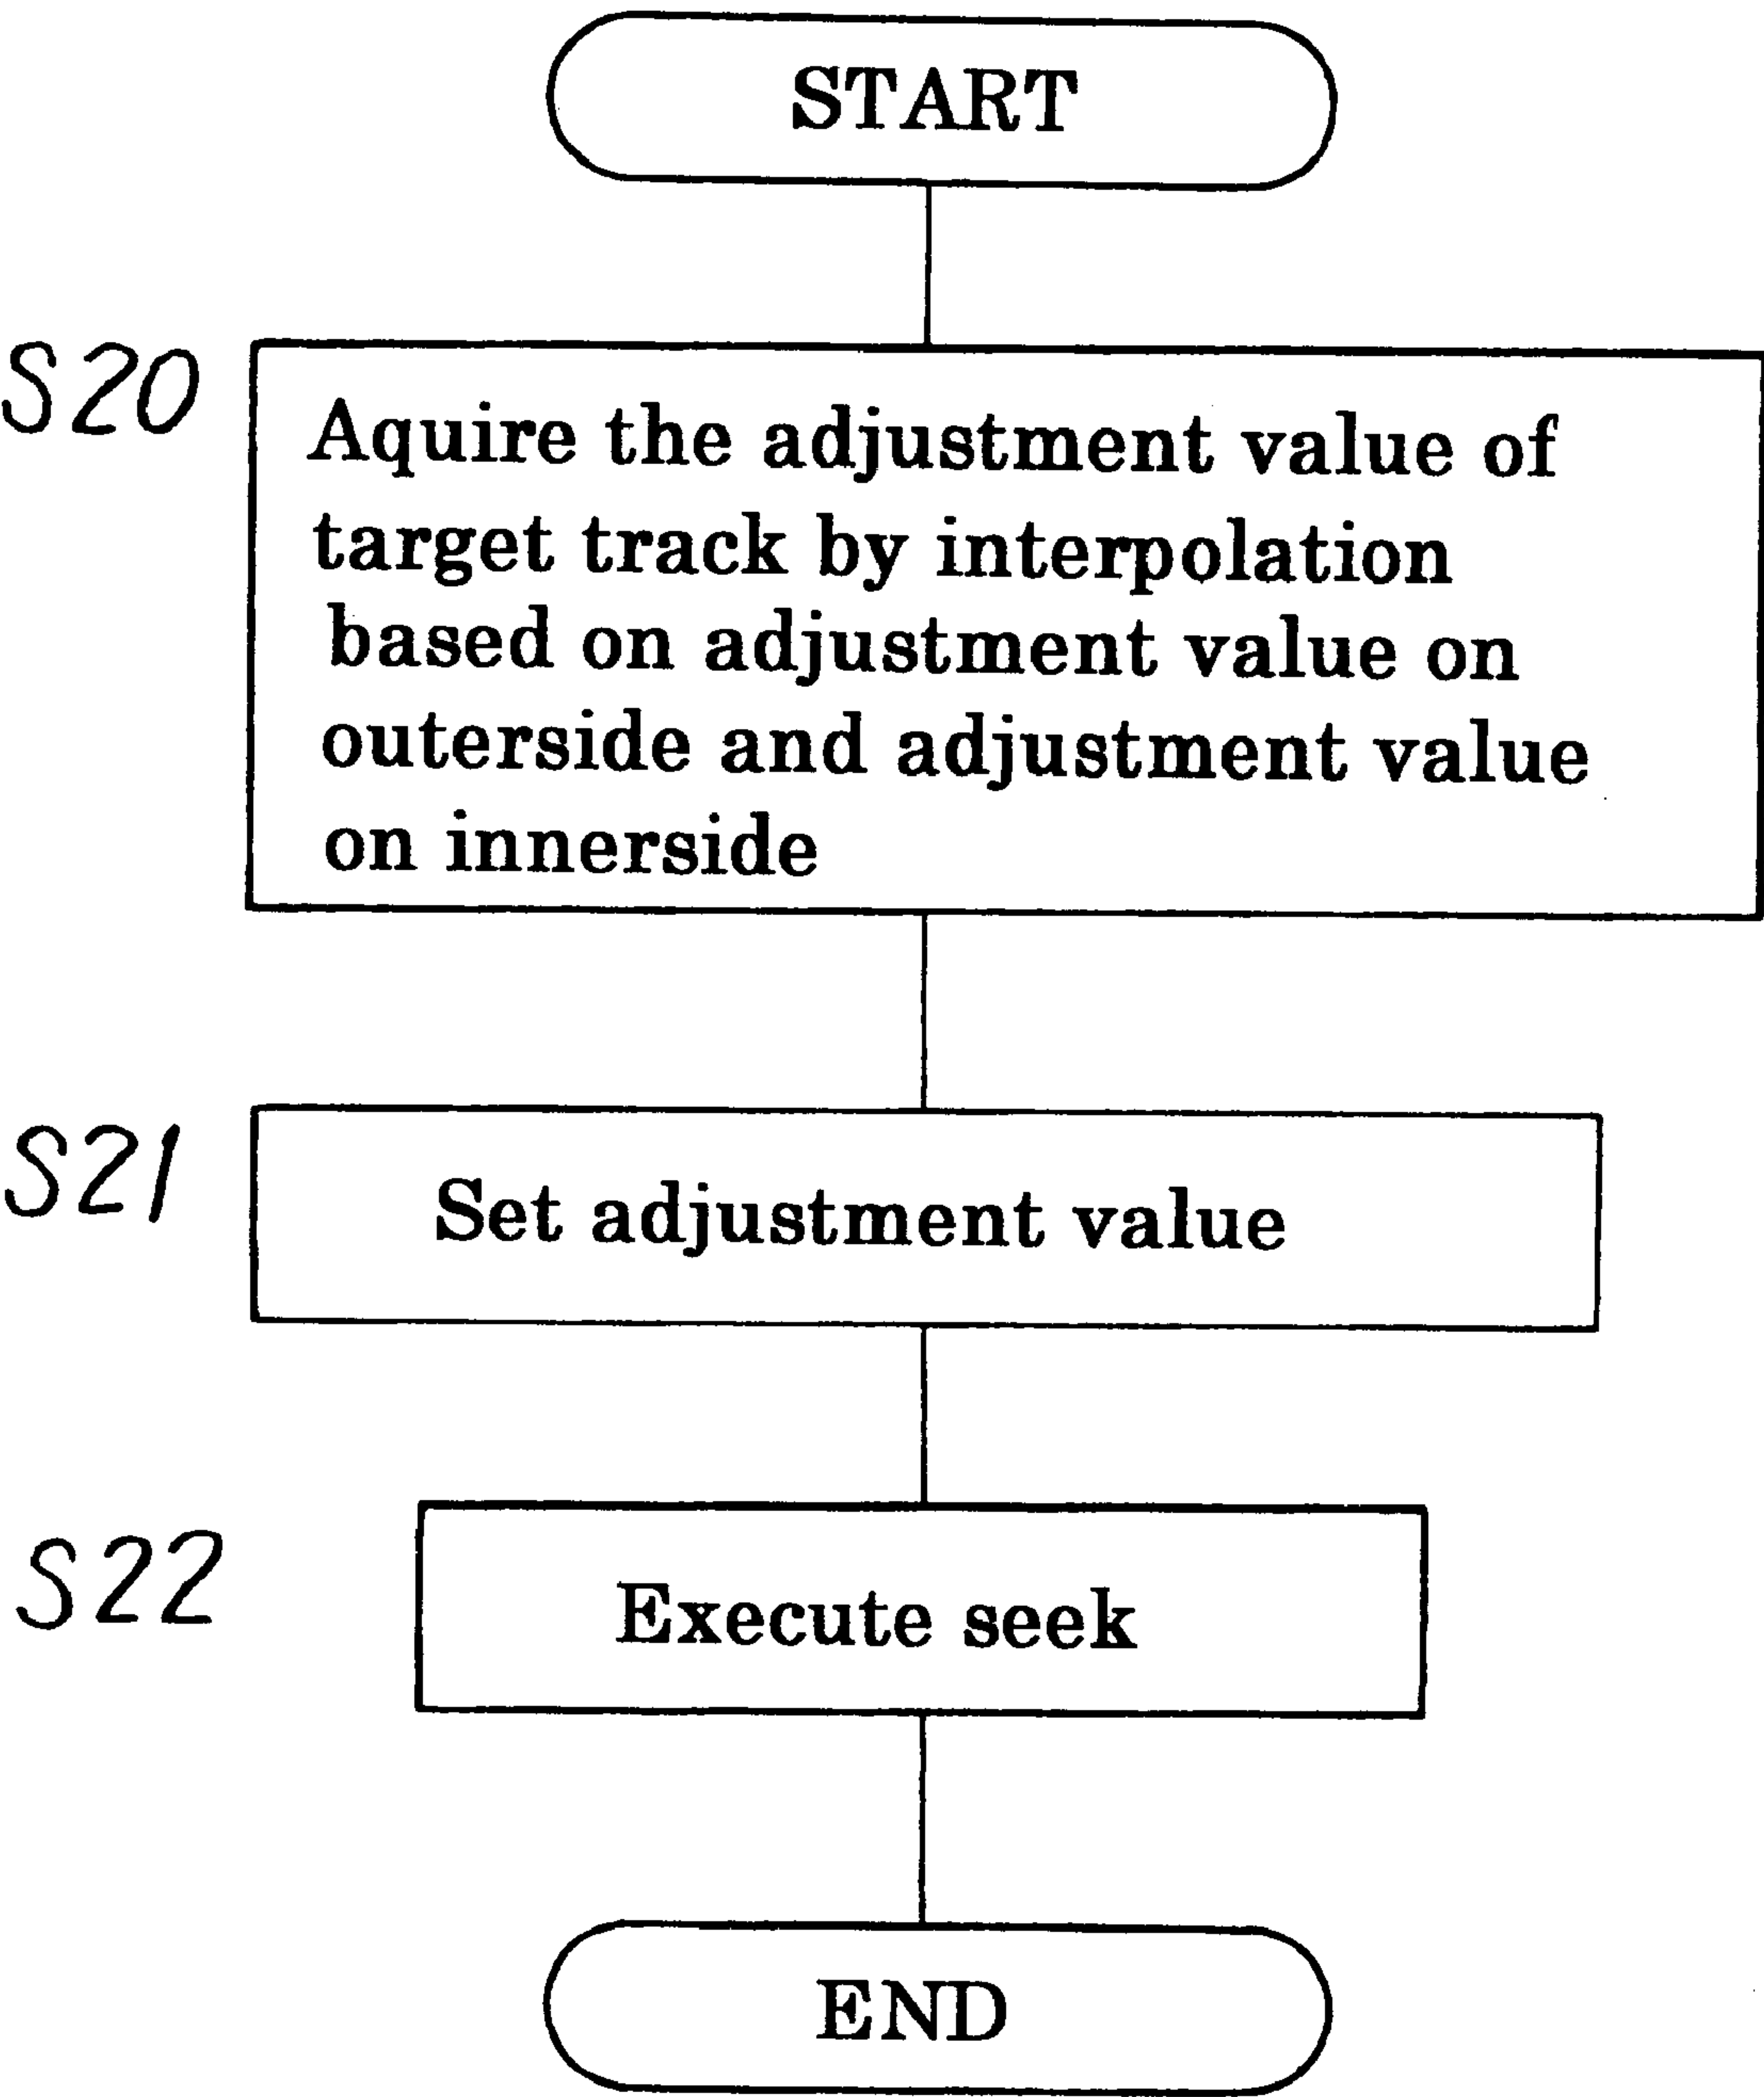 START
S20
Aquire the adjustment value of
target track by interpolation
based on adjustment value on
outerside and adjustment value
on innerside
S21
Set adjustment value
S22
Execute seek
END